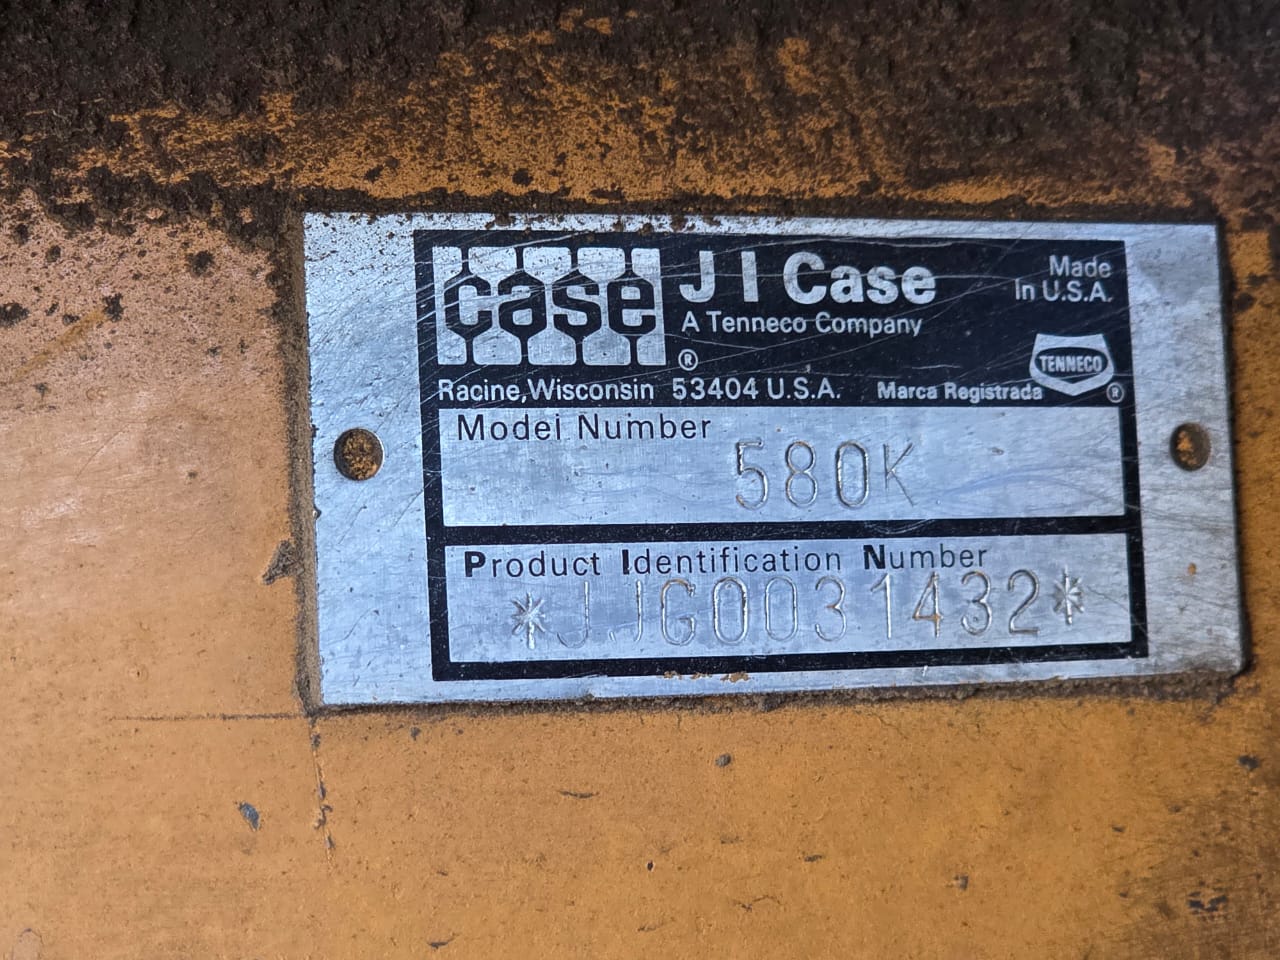 case ®
J I Case
A Tenneco Company
Made
In U.S.A.
TENNECO ®
Racine, Wisconsin 53404 U.S.A.
Marca Registrada
Model Number
580K
Product Identification Number
*JJG0031432*